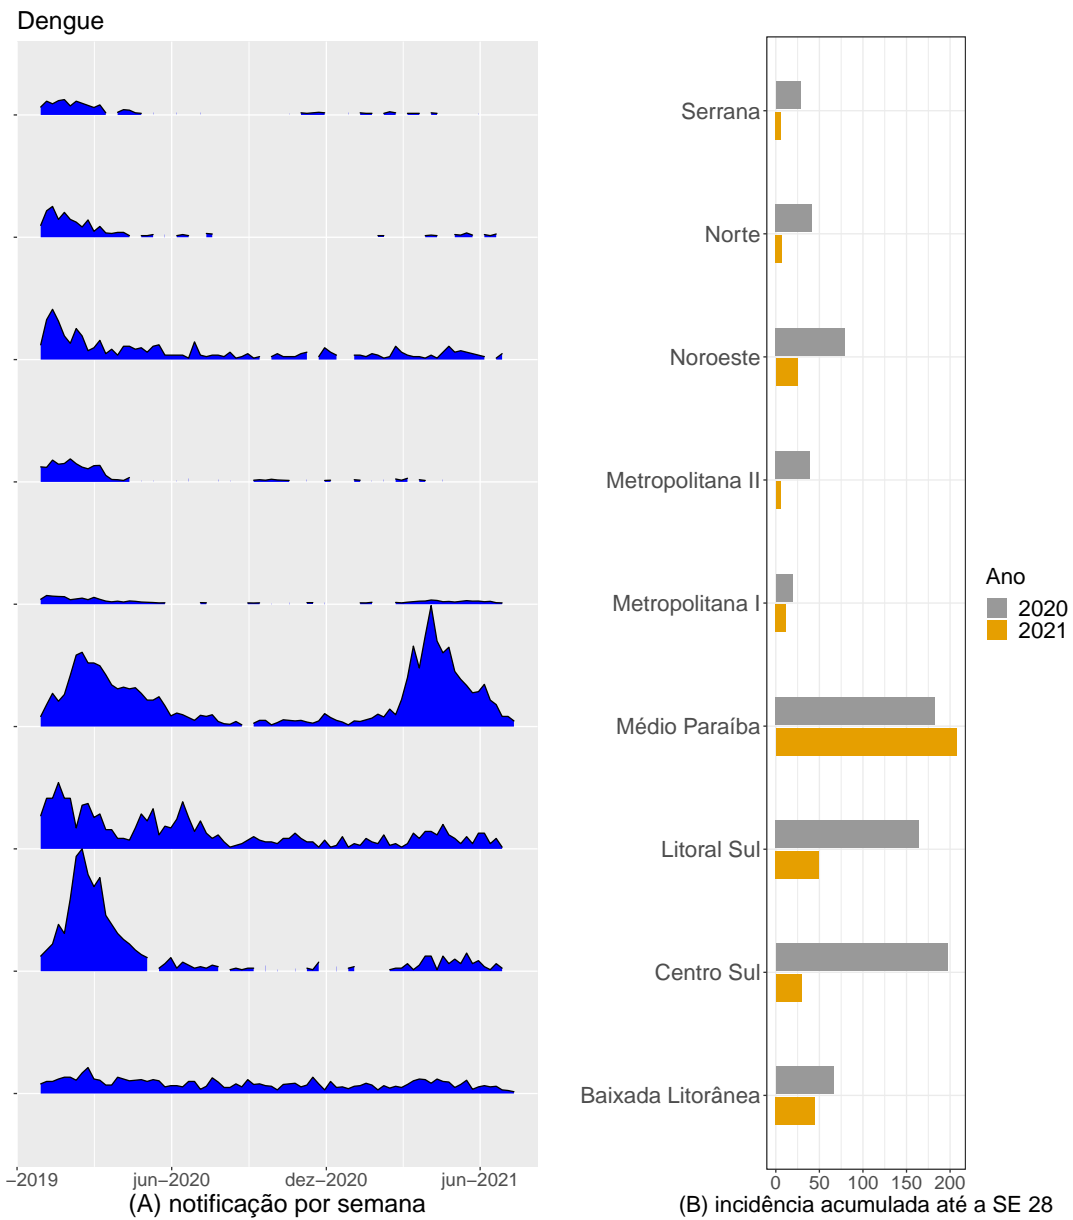 Dengue
Serrana
Norte
Noroeste
Metropolitana II
Metropolitana I
Médio Paraíba
Litoral Sul
Centro Sul
Baixada Litorânea
Ano
2020
2021
−2019 jun−2020 dez−2020 jun−2021
0 50 100 150 200
(A) notificação por semana
(B) incidência acumulada até a SE 28